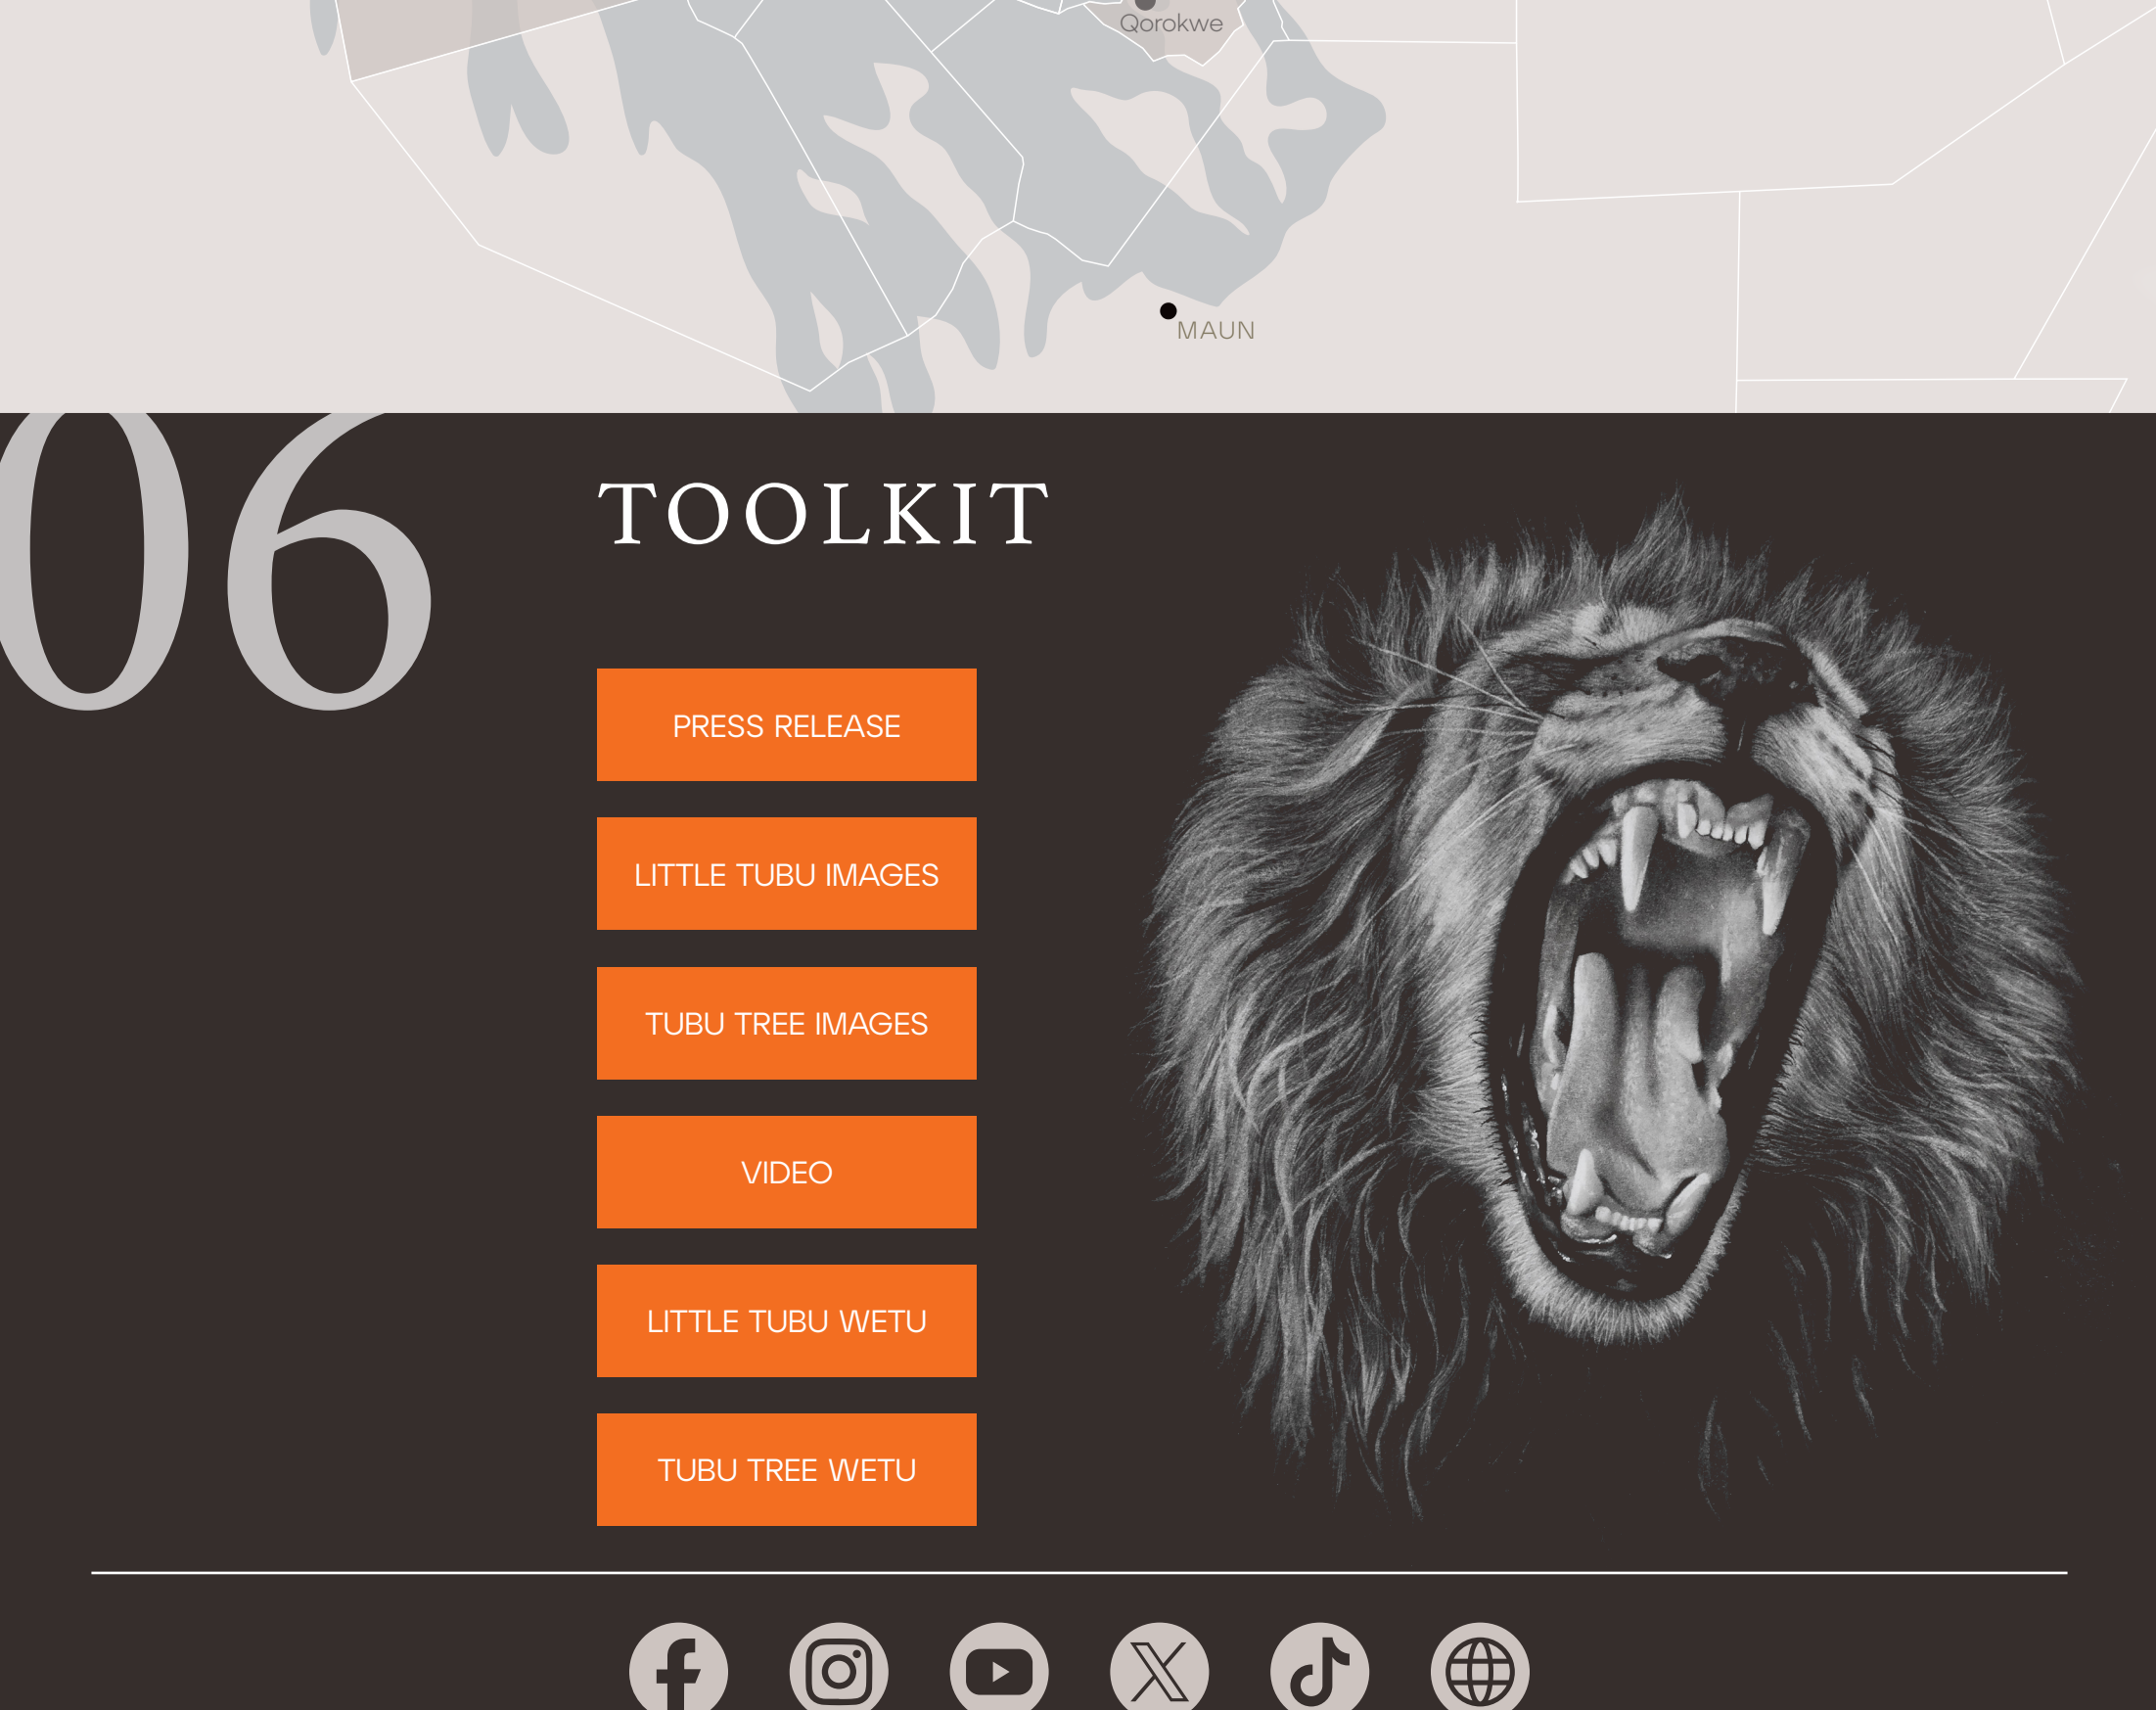 Qorokwe
MAUN
06
TOOLKIT
PRESS RELEASE
LITTLE TUBU IMAGES
TUBU TREE IMAGES
VIDEO
LITTLE TUBU WETU
TUBU TREE WETU